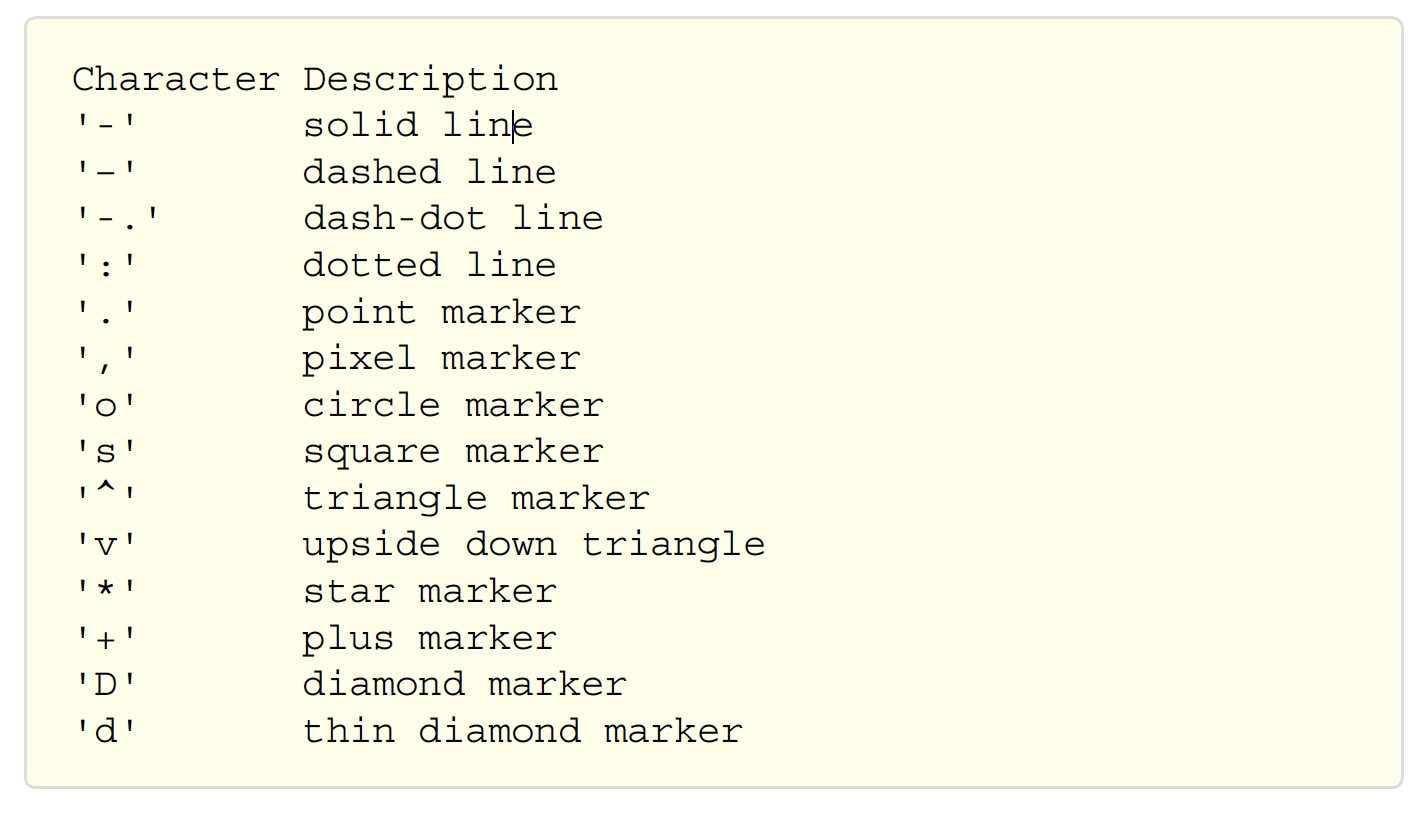 Character Description
'-' solid line
'–' dashed line
'-.' dash-dot line
':' dotted line
'.' point marker
',' pixel marker
'o' circle marker
's' square marker
'^' triangle marker
'v' upside down triangle
'*' star marker
'+' plus marker
'D' diamond marker
'd' thin diamond marker